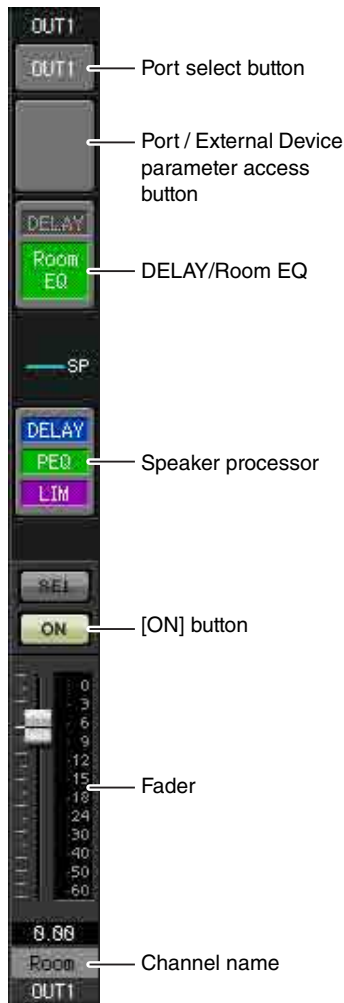 OUT1
OUT1
Port select button
Port / External Device
parameter access
button
DELAY
Room
EQ
DELAY/Room EQ
SP
DELAY
PEQ
LIM
Speaker processor
SEL
ON
[ON] button
0
3
6
9
12
15
18
24
30
40
50
60
Fader
0.00
Room
Channel name
OUT1